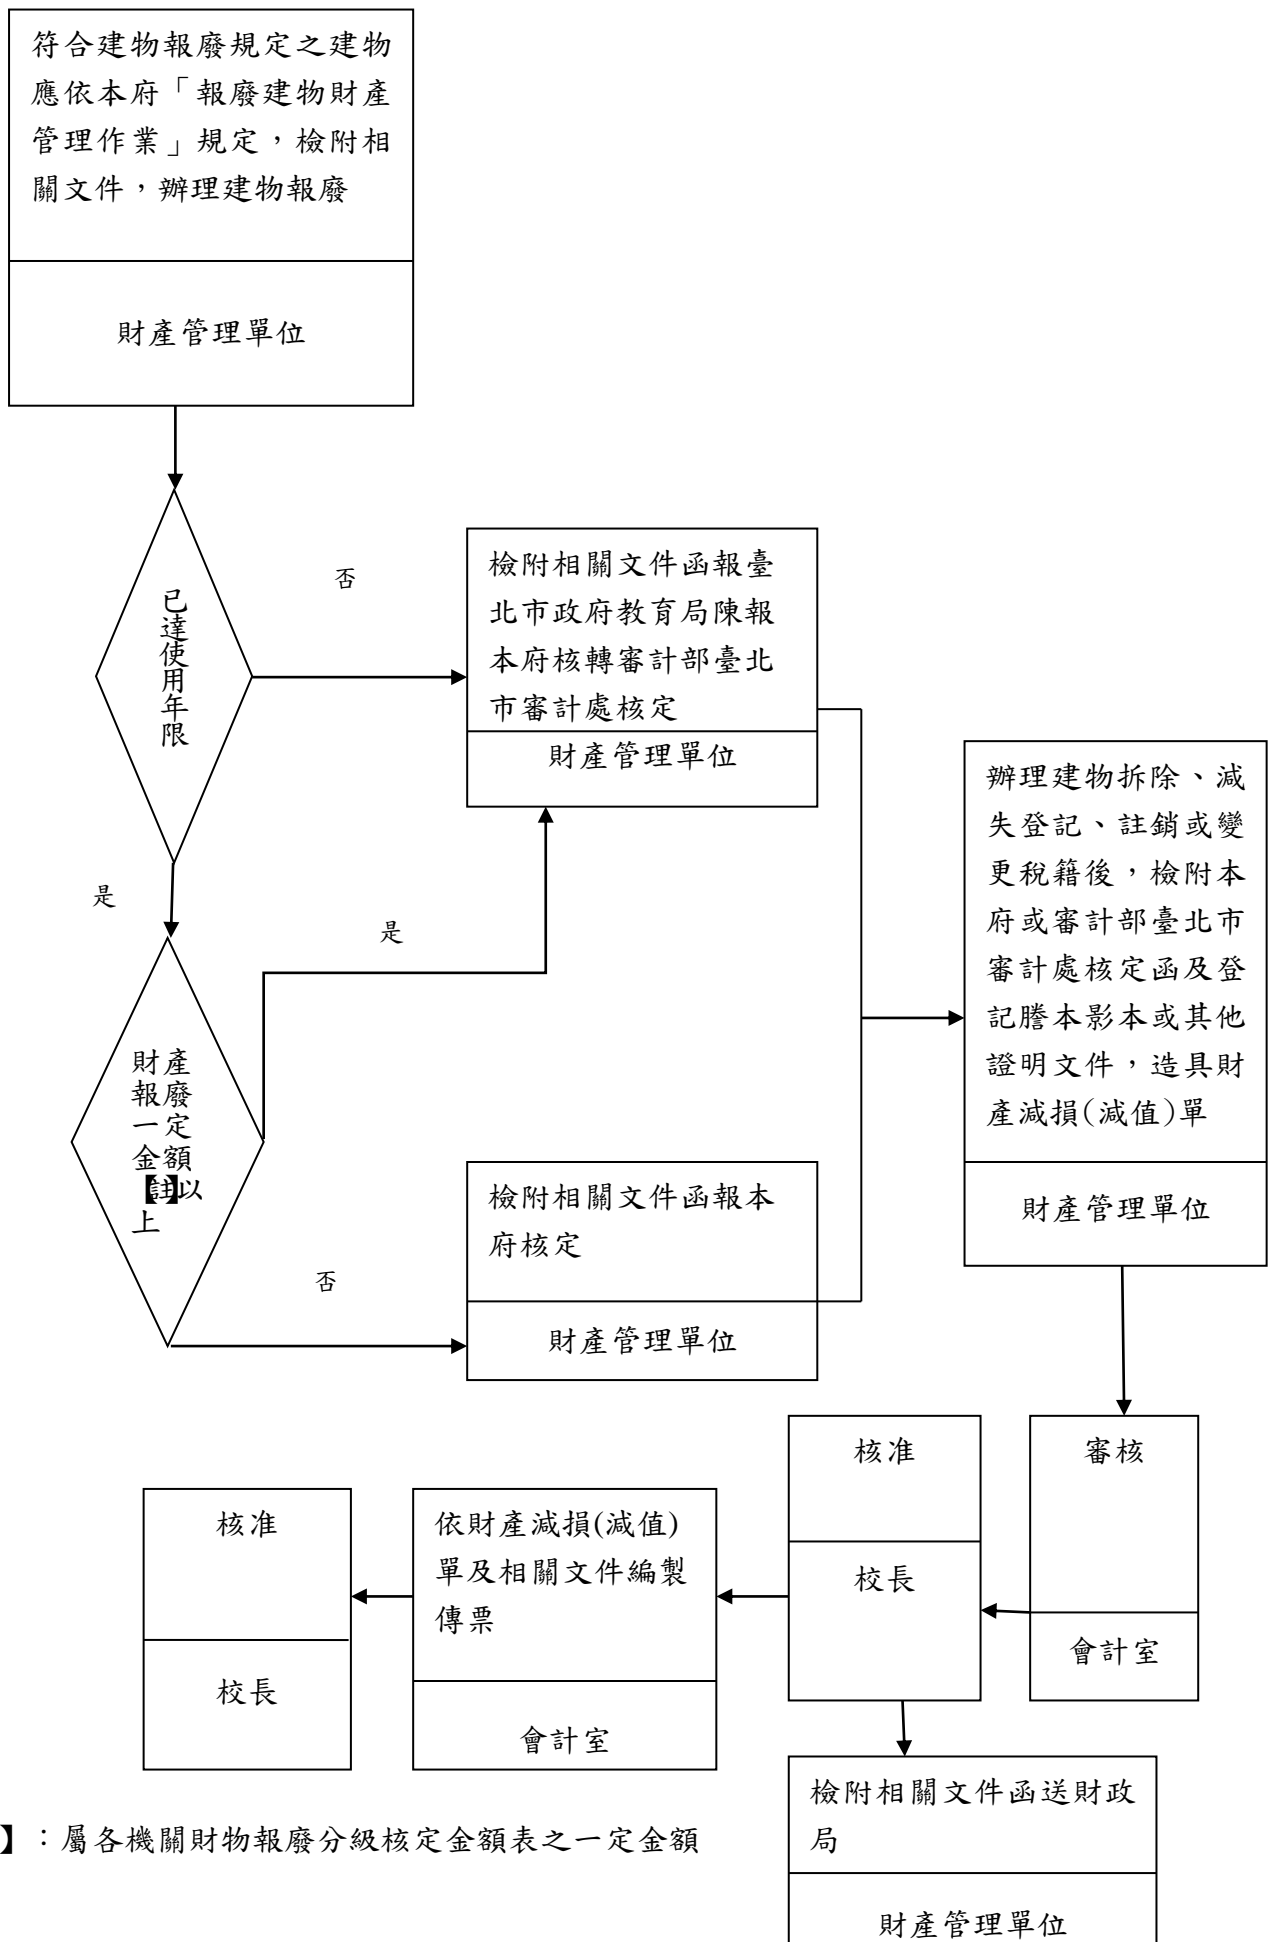 符合建物報廢規定之建物
應依本府「報廢建物財產
管理作業」規定，檢附相
關文件，辦理建物報廢
財產管理單位
已達使用年限
否
檢附相關文件函報臺
北市政府教育局陳報
本府核轉審計部臺北
市審計處核定
財產管理單位
是
是
財產
報廢
一定
金額
【註】以
上
否
檢附相關文件函報本
府核定
財產管理單位
辦理建物拆除、減
失登記、註銷或變
更稅籍後，檢附本
府或審計部臺北市
審計處核定函及登
記謄本影本或其他
證明文件，造具財
產減損(減值)單
財產管理單位
審核
會計室
核准
校長
依財產減損(減值)
單及相關文件編製
傳票
會計室
核准
校長
檢附相關文件函送財政
局
財產管理單位
】：屬各機關財物報廢分級核定金額表之一定金額